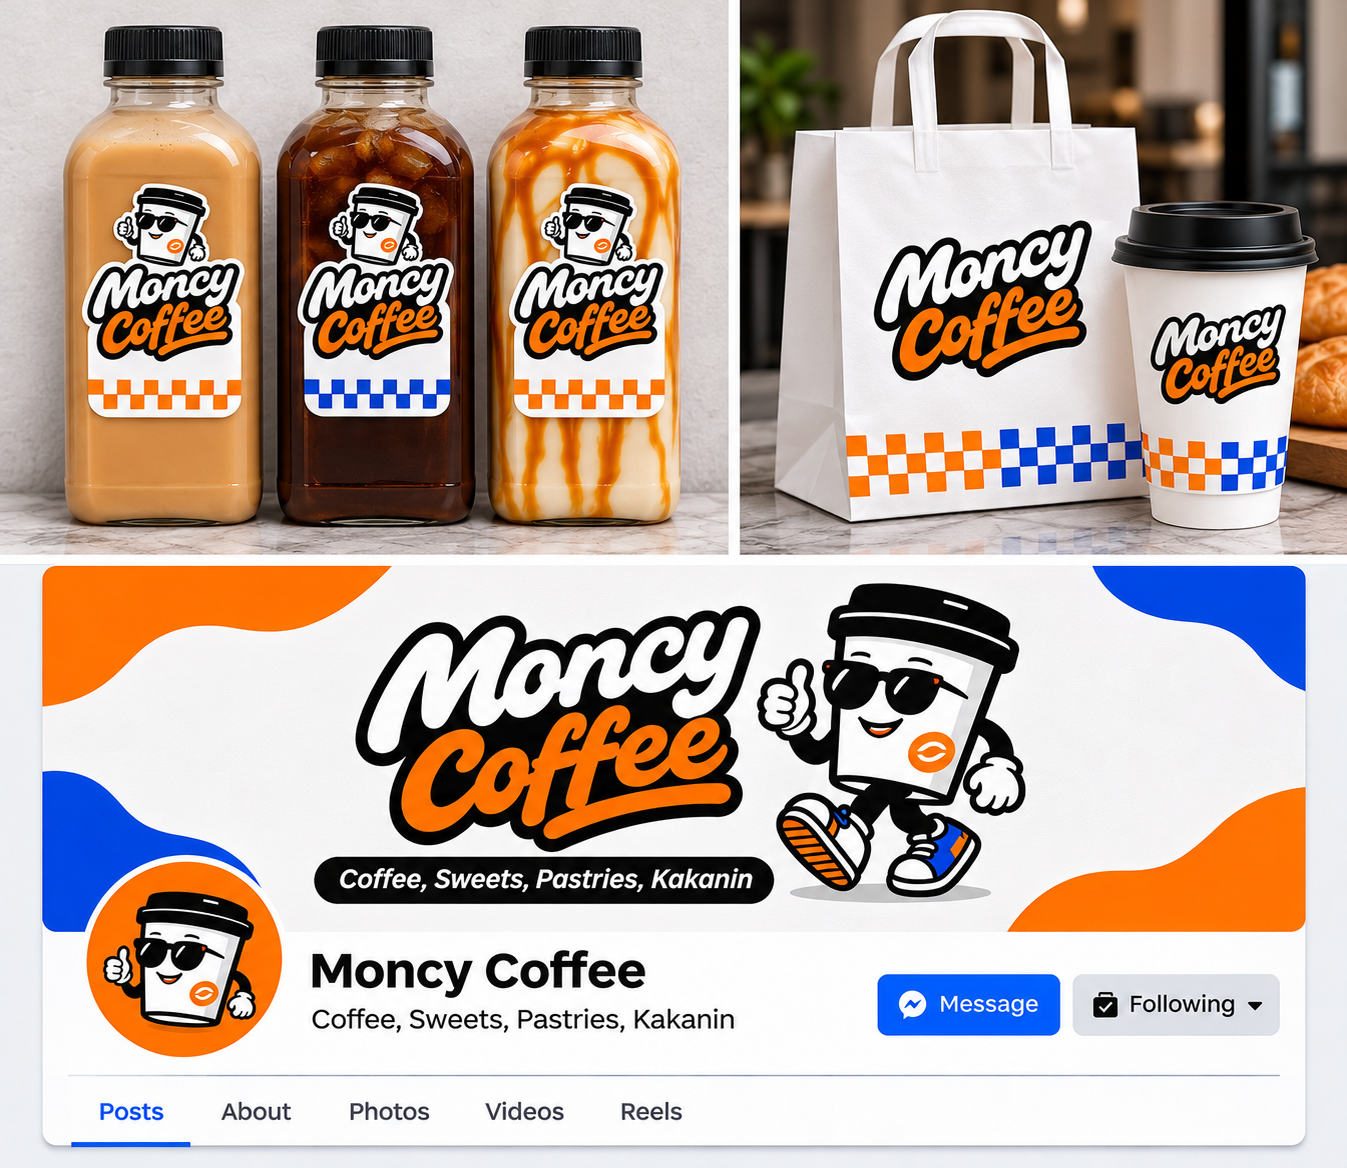 Moncy
Coffee
Moncy
Coffee
Moncy
Coffee
Moncy
Coffee
Moncy
Coffee
Moncy
Coffee
Coffee, Sweets, Pastries, Kakanin
Moncy Coffee
Coffee, Sweets, Pastries, Kakanin
Message
Following
Posts
About
Photos
Videos
Reels